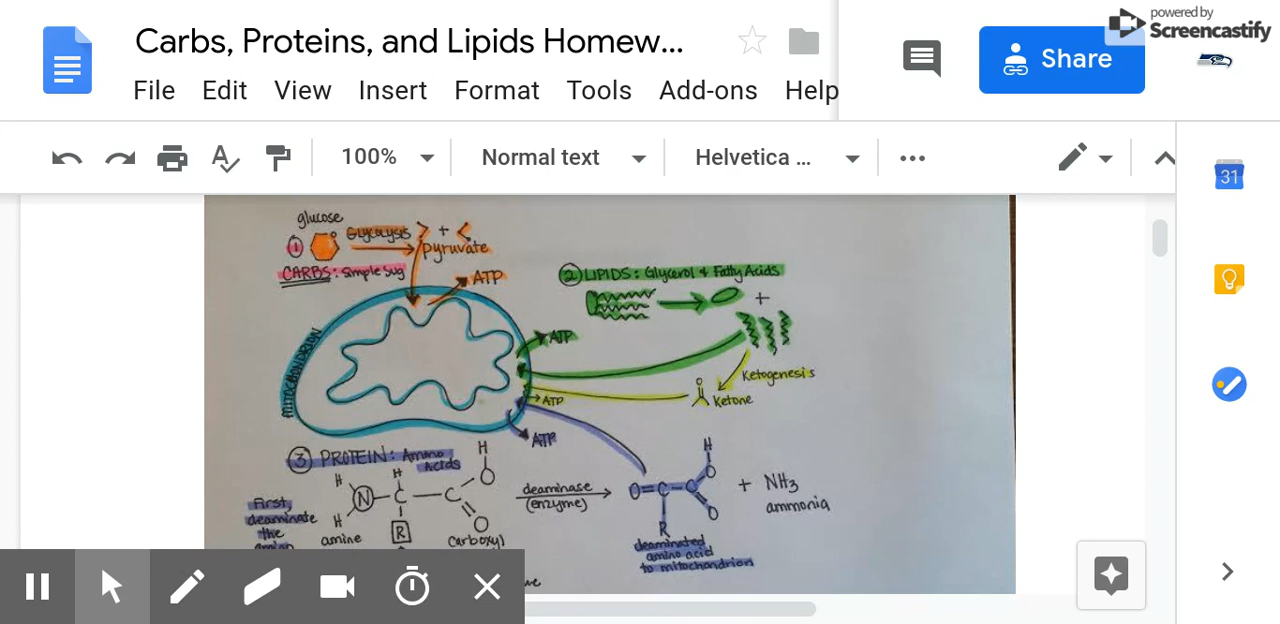 powered by
Screencastify
Carbs, Proteins, and Lipids Homew...
Share
File Edit View Insert Format Tools Add-ons Help
100% Normal text Helvetica ...
31
glucose
① Glycolysis + pyruvate
CARBS: Simple Sug
ATP
② LIPIDS: Glycerol & Fatty Acids
+
MITOCHONDRION
ATP
Ketogenesis
ATP
Ketone
ATP
③ PROTEIN: Amino
Acids
H
H
H
O
H
O
N C C
deaminase
(enzyme)
O=C-C
+ NH3
ammonia
First,
deaminate
the
H
R
O
amine
carboxyl
R
O
deaminated
amino acid
to mitochondrion